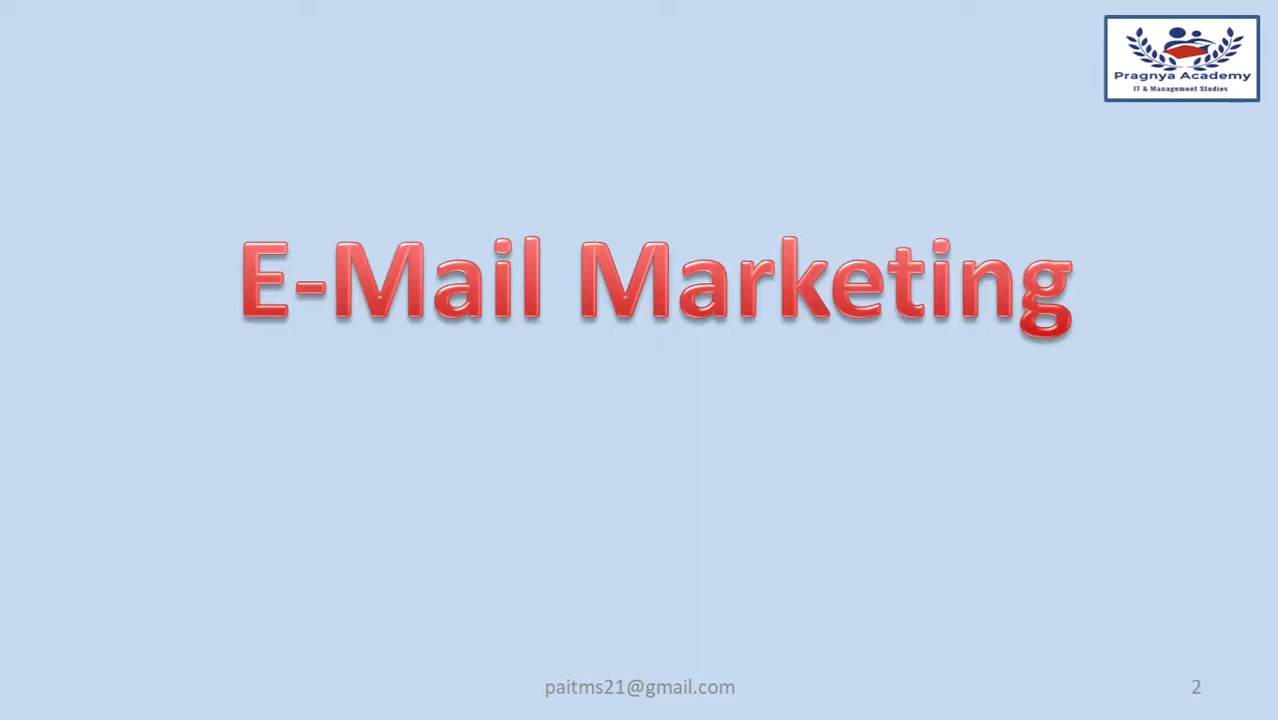 Pragnya Academy
IT & Management Studies
E-Mail Marketing
paitms21@gmail.com
2